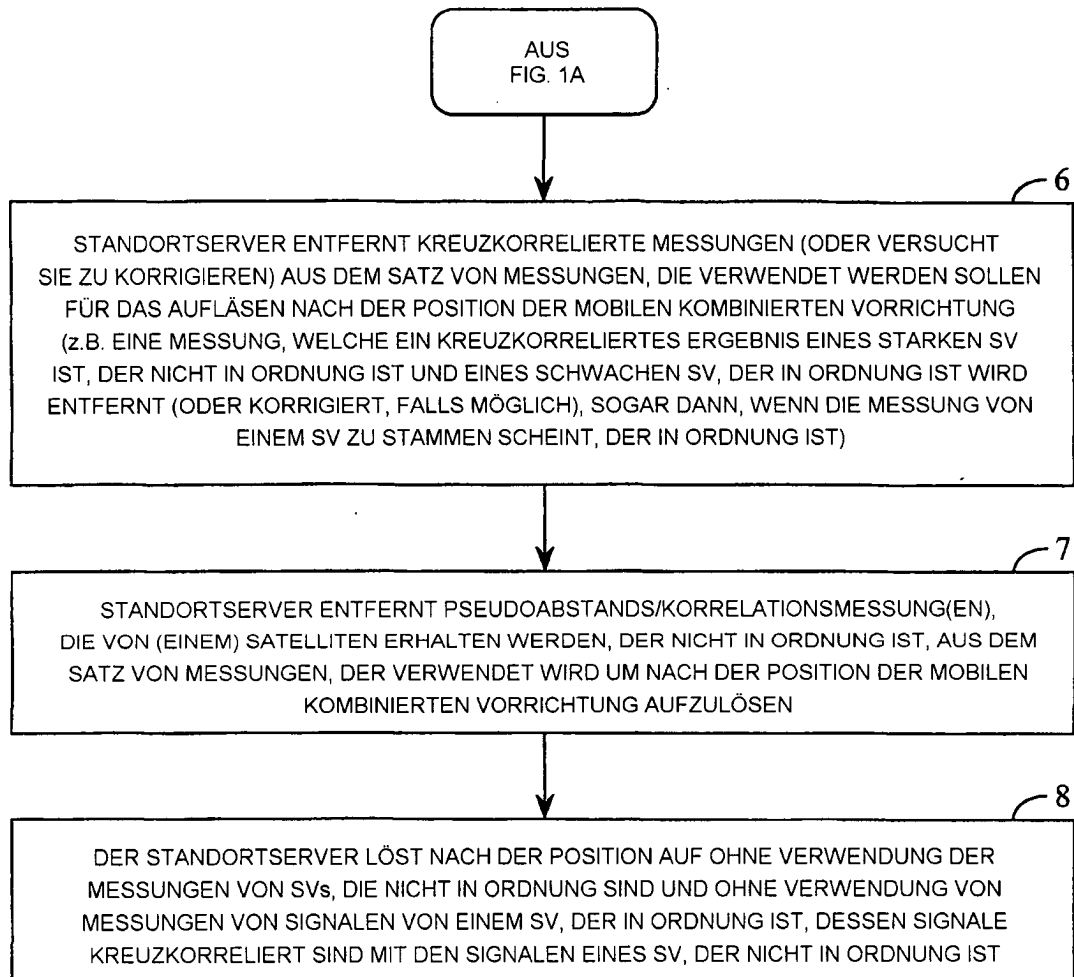 AUS
FIG. 1A
6
STANDORTSERVER ENTFERNT KREUZKORRELIERTE MESSUNGEN (ODER VERSUCHT
SIE ZU KORRIGIEREN) AUS DEM SATZ VON MESSUNGEN, DIE VERWENDET WERDEN SOLLEN
FÜR DAS AUFLÄSEN NACH DER POSITION DER MOBILEN KOMBINIERTEN VORRICHTUNG
(z.B. EINE MESSUNG, WELCHE EIN KREUZKORRELIERTES ERGEBNIS EINES STARKEN SV
IST, DER NICHT IN ORDNUNG IST UND EINES SCHWACHEN SV, DER IN ORDNUNG IST WIRD
ENTFERNT (ODER KORRIGIERT, FALLS MÖGLICH), SOGAR DANN, WENN DIE MESSUNG VON
EINEM SV ZU STAMMEN SCHEINT, DER IN ORDNUNG IST)
7
STANDORTSERVER ENTFERNT PSEUDOABSTANDS/KORRELATIONSMESSUNG(EN),
DIE VON (EINEM) SATELLITEN ERHALTEN WERDEN, DER NICHT IN ORDNUNG IST, AUS DEM
SATZ VON MESSUNGEN, DER VERWENDET WIRD UM NACH DER POSITION DER MOBILEN
KOMBINIERTEN VORRICHTUNG AUFZULÖSEN
8
DER STANDORTSERVER LÖST NACH DER POSITION AUF OHNE VERWENDUNG DER
MESSUNGEN VON SVs, DIE NICHT IN ORDNUNG SIND UND OHNE VERWENDUNG VON
MESSUNGEN VON SIGNALEN VON EINEM SV, DER IN ORDNUNG IST, DESSEN SIGNALE
KREUZKORRELIERT SIND MIT DEN SIGNALEN EINES SV, DER NICHT IN ORDNUNG IST